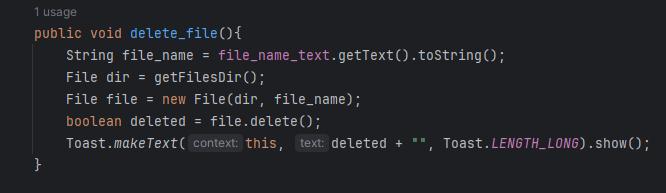 1 usage
public void delete_file(){
String file_name = file_name_text.getText().toString();
File dir = getFilesDir();
File file = new File(dir, file_name);
boolean deleted = file.delete();
Toast.makeText( context: this, text: deleted + "", Toast.LENGTH_LONG).show();
}